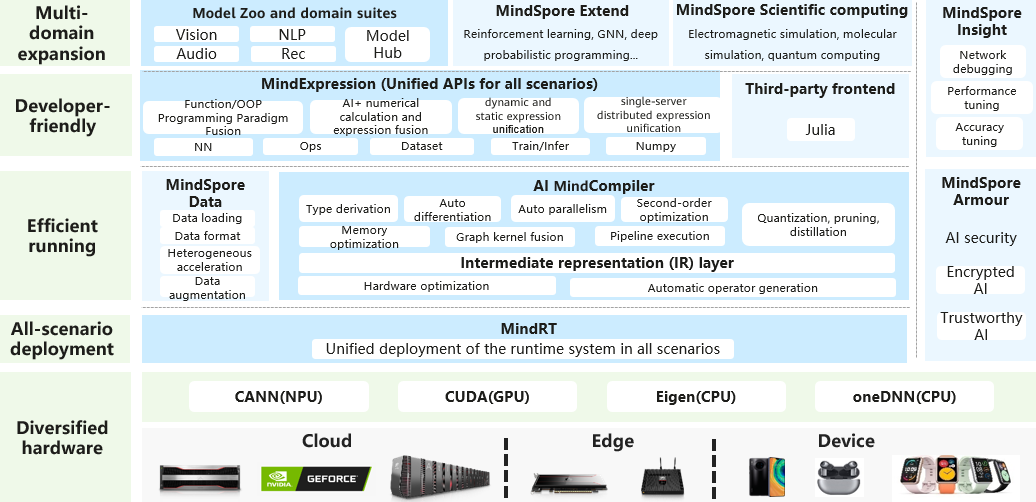 Multi-
domain
expansion
Model Zoo and domain suites
Vision
NLP
Audio
Rec
Model
Hub
MindSpore Extend
Reinforcement learning, GNN, deep
probabilistic programming...
MindSpore Scientific computing
Electromagnetic simulation, molecular
simulation, quantum computing
MindSpore
Insight
Network
debugging
Performance
tuning
Accuracy
tuning
Developer-
friendly
MindExpression (Unified APIs for all scenarios)
Function/OOP
Programming Paradigm
Fusion
AI+ numerical
calculation and
expression fusion
dynamic and
static expression
unification
single-server
distributed expression
unification
NN
Ops
Dataset
Train/Infer
Numpy
Third-party frontend
Julia
Efficient
running
MindSpore
Data
Data loading
Data format
Heterogeneous
acceleration
Data
augmentation
AI MindCompiler
Type derivation
Auto
differentiation
Auto parallelism
Second-order
optimization
Memory
optimization
Graph kernel fusion
Pipeline execution
Quantization, pruning,
distillation
Intermediate representation (IR) layer
Hardware optimization
Automatic operator generation
MindSpore
Armour
AI security
Encrypted
AI
Trustworthy
AI
All-scenario
deployment
MindRT
Unified deployment of the runtime system in all scenarios
Diversified
hardware
CANN(NPU)
CUDA(GPU)
Eigen(CPU)
oneDNN(CPU)
Cloud
Edge
Device
NVIDIA
GEFORCE